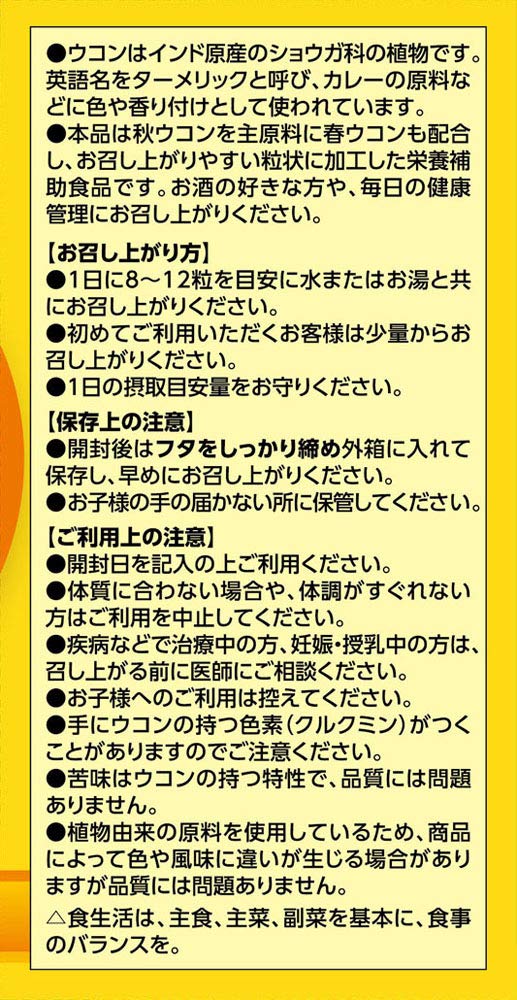 ●ウコンはインド原産のショウガ科の植物です。
英語名をターメリックと呼び、カレーの原料な
どに色や香り付けとして使われています。
●本品は秋ウコンを主原料に春ウコンも配合
し、お召し上がりやすい粒状に加工した栄養補
助食品です。お酒の好きな方や、毎日の健康
管理にお召し上がりください。
【お召し上がり方】
●1日に8〜12粒を目安に水またはお湯と共
にお召し上がりください。
●初めてご利用いただくお客様は少量からお
召し上がりください。
●1日の摂取目安量をお守りください。
【保存上の注意】
●開封後はフタをしっかり締め外箱に入れて
保存し、早めにお召し上がりください。
●お子様の手の届かない所に保管してください。
【ご利用上の注意】
●開封日を記入の上ご利用ください。
●体質に合わない場合や、体調がすぐれない
方はご利用を中止してください。
●疾病などで治療中の方、妊娠・授乳中の方は、
召し上がる前に医師にご相談ください。
●お子様へのご利用は控えてください。
●手にウコンの持つ色素(クルクミン)がつく
ことがありますのでご注意ください。
●苦味はウコンの持つ特性で、品質には問題
ありません。
●植物由来の原料を使用しているため、商品
によって色や風味に違いが生じる場合があり
ますが品質には問題ありません。
△食生活は、主食、主菜、副菜を基本に、食事
のバランスを。